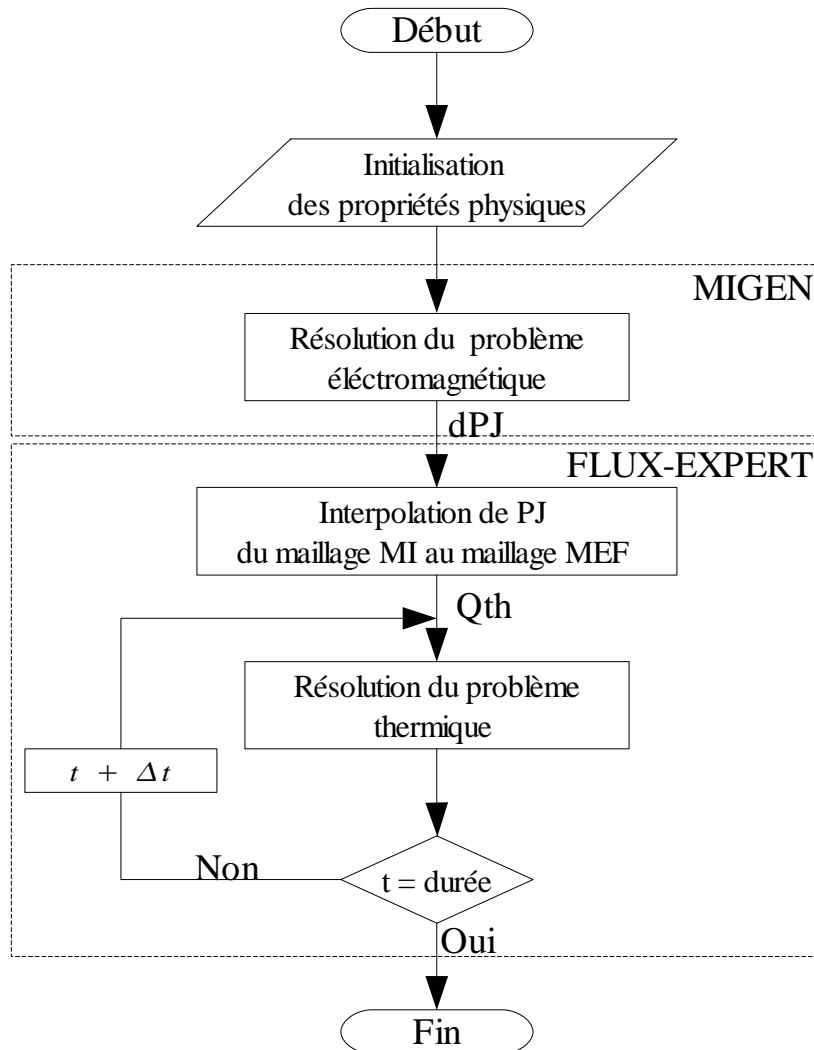 Début
Initialisation
des propriétés physiques
MIGEN
Résolution du problème
éléctromagnétique
dPJ
FLUX-EXPERT
Interpolation de PJ
du maillage MI au maillage MEF
Qth
Résolution du problème
thermique
t + Δt
Non
t = durée
Oui
Fin